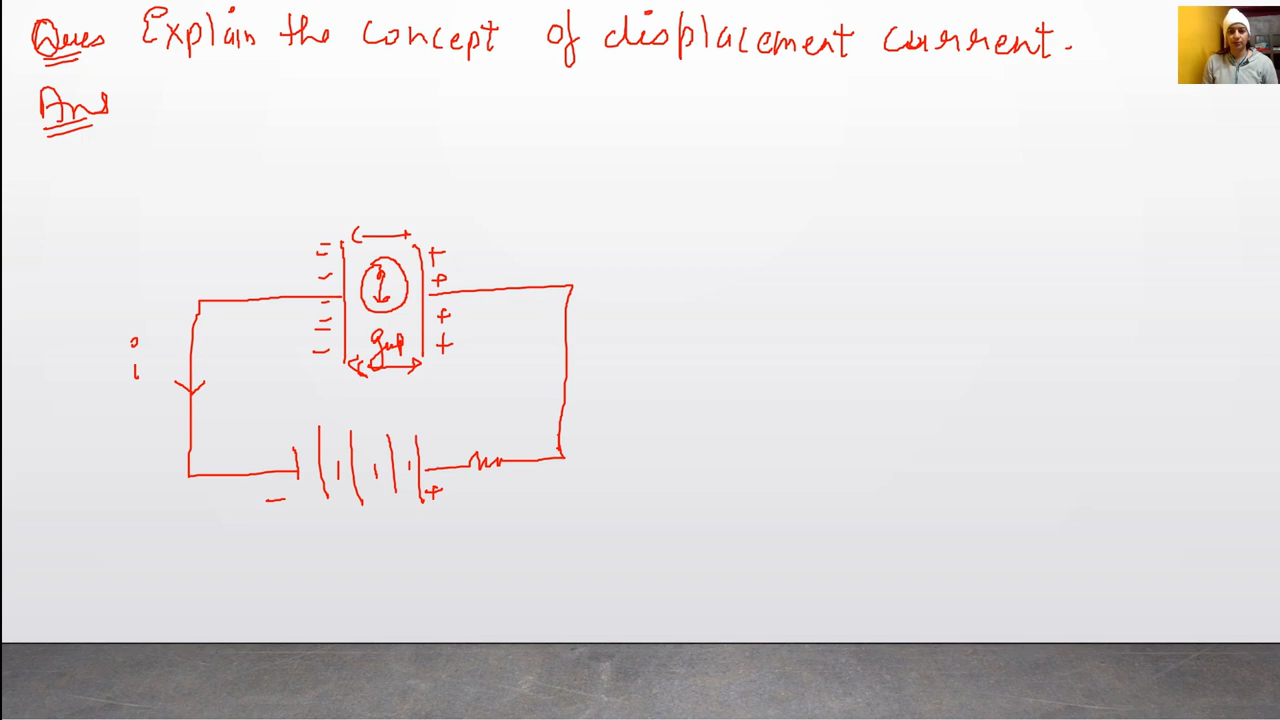 Ques Explain the concept of displacement current.
Ans
i
gap